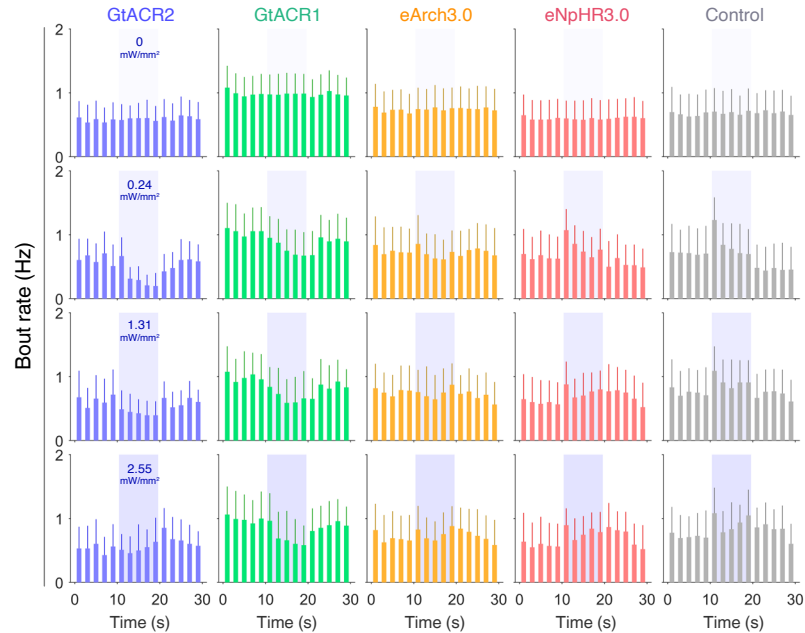 GtACR2 GtACR1 eArch3.0 eNpHR3.0 Control
2
1
0
0
mW/mm²
2
1
0
0.24
mW/mm²
2
1
0
1.31
mW/mm²
2
1
0
2.55
mW/mm²
Bout rate (Hz)
0 10 20 30 0 10 20 30 0 10 20 30 0 10 20 30 0 10 20 30
Time (s) Time (s) Time (s) Time (s) Time (s)